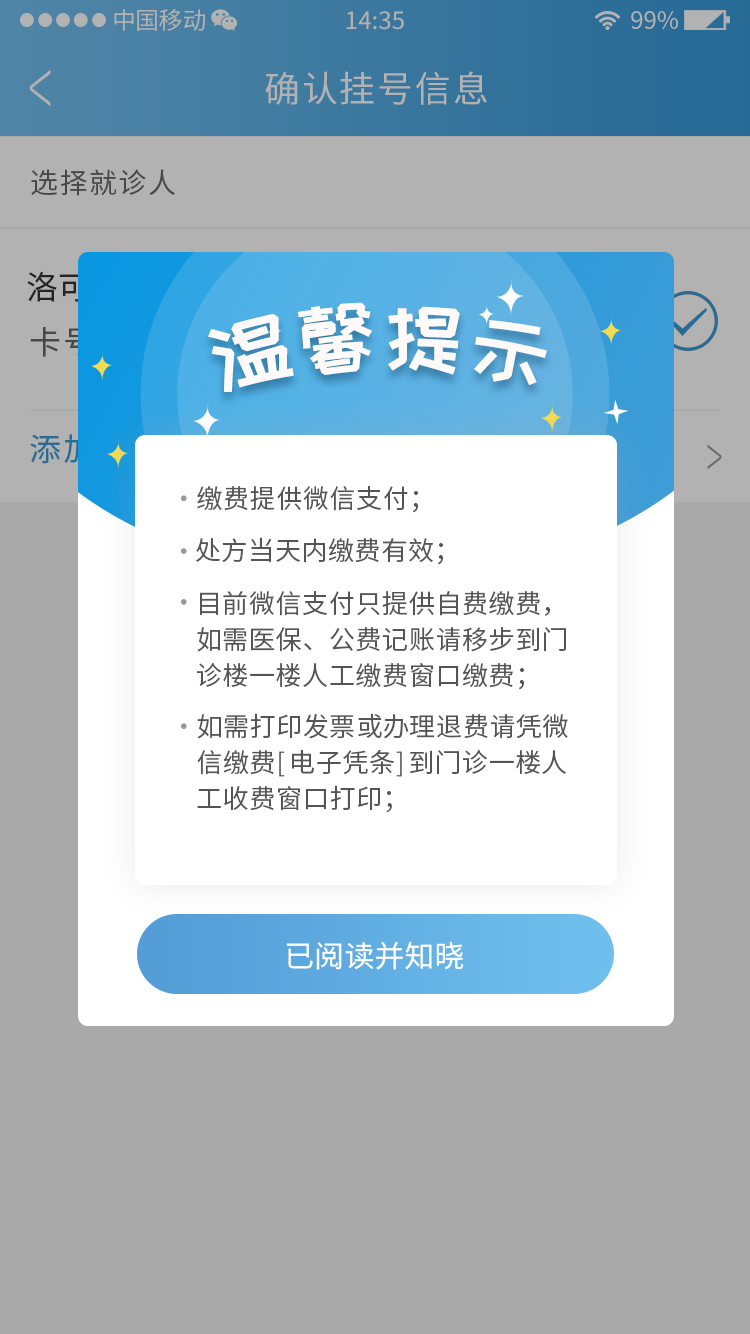 中国移动
14:35
99%
确认挂号信息
选择就诊人
洛可
卡号
添加
温馨提示
· 缴费提供微信支付；
· 处方当天内缴费有效；
· 目前微信支付只提供自费缴费，
如需医保、公费记账请移步到门
诊楼一楼人工缴费窗口缴费；
· 如需打印发票或办理退费请凭微
信缴费[电子凭条]到门诊一楼人
工收费窗口打印；
已阅读并知晓